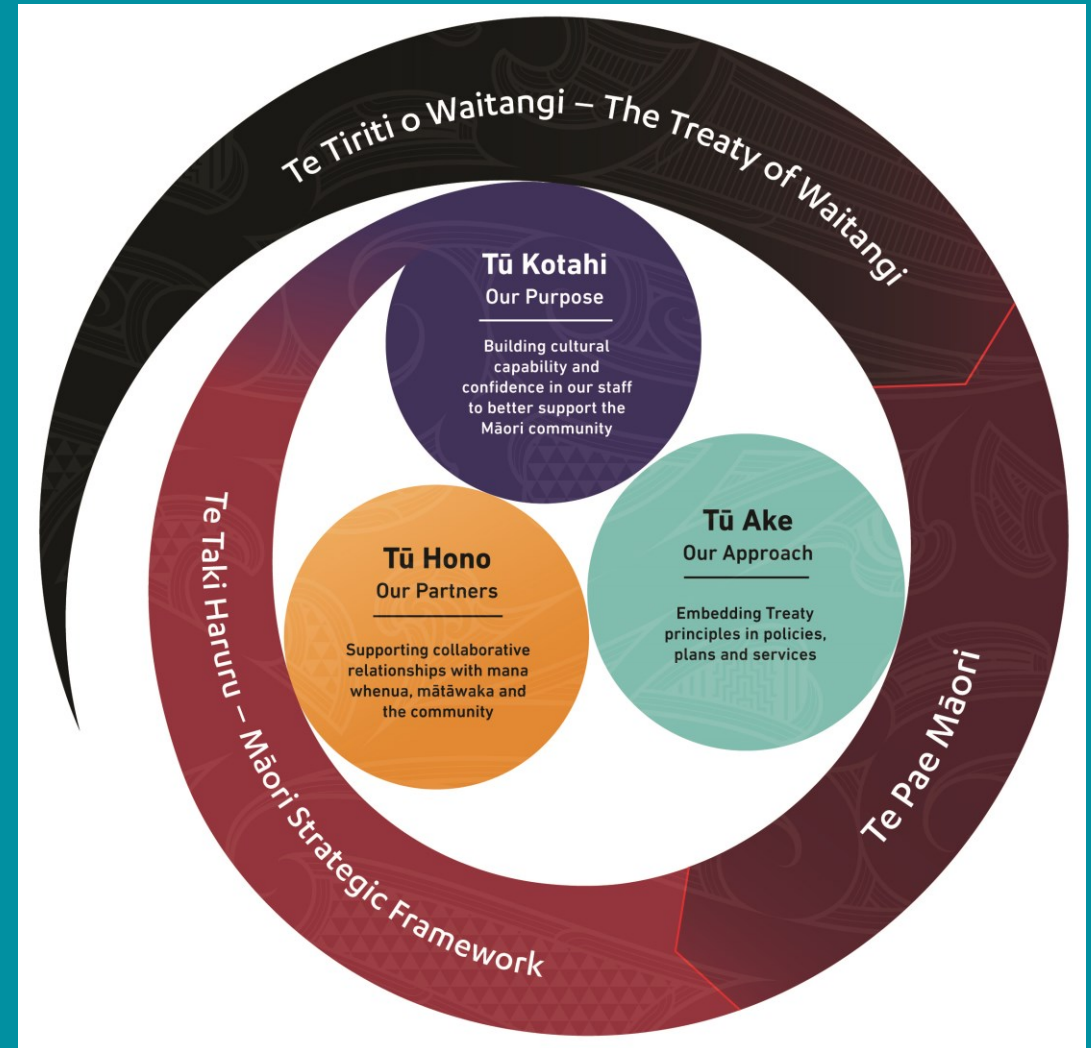 Te Tiriti o Waitangi – The Treaty of Waitangi
Tū Kotahi
Our Purpose
Building cultural
capability and
confidence in our staff
to better support the
Māori community
Tū Ake
Our Approach
Embedding Treaty
principles in policies,
plans and services
Tū Hono
Our Partners
Supporting collaborative
relationships with mana
whenua, mātāwaka and
the community
Te Pae Māori
Te Taki Haruru – Māori Strategic Framework